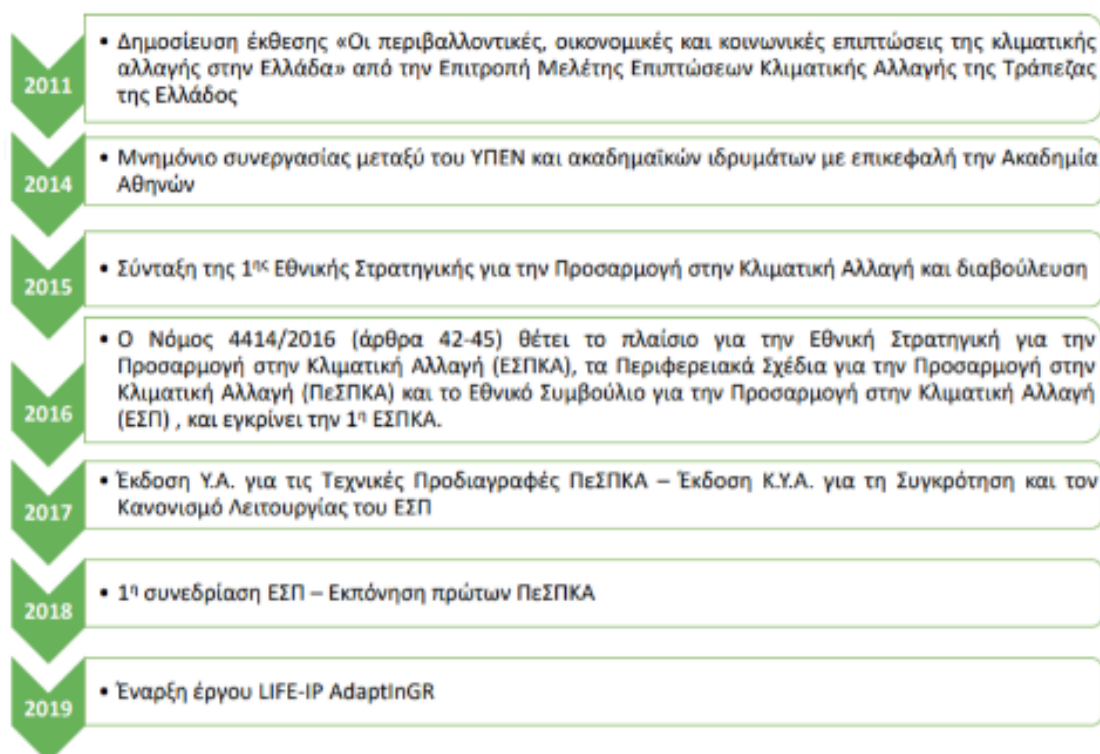 2011
• Δημοσίευση έκθεσης «Οι περιβαλλοντικές, οικονομικές και κοινωνικές επιπτώσεις της κλιματικής
αλλαγής στην Ελλάδα» από την Επιτροπή Μελέτης Επιπτώσεων Κλιματικής Αλλαγής της Τράπεζας
της Ελλάδος
2014
• Μνημόνιο συνεργασίας μεταξύ του ΥΠΕΝ και ακαδημαϊκών ιδρυμάτων με επικεφαλή την Ακαδημία
Αθηνών
2015
• Σύνταξη της 1ης Εθνικής Στρατηγικής για την Προσαρμογή στην Κλιματική Αλλαγή και διαβούλευση
2016
• Ο Νόμος 4414/2016 (άρθρα 42-45) θέτει το πλαίσιο για την Εθνική Στρατηγική για την
Προσαρμογή στην Κλιματική Αλλαγή (ΕΣΠΚΑ), τα Περιφερειακά Σχέδια για την Προσαρμογή στην
Κλιματική Αλλαγή (ΠεΣΠΚΑ) και το Εθνικό Συμβούλιο για την Προσαρμογή στην Κλιματική Αλλαγή
(ΕΣΠ) , και εγκρίνει την 1η ΕΣΠΚΑ.
2017
• Έκδοση Υ.Α. για τις Τεχνικές Προδιαγραφές ΠεΣΠΚΑ – Έκδοση Κ.Υ.Α. για τη Συγκρότηση και τον
Κανονισμό Λειτουργίας του ΕΣΠ
2018
• 1η συνεδρίαση ΕΣΠ – Εκπόνηση πρώτων ΠεΣΠΚΑ
2019
• Έναρξη έργου LIFE-IP AdaptInGR